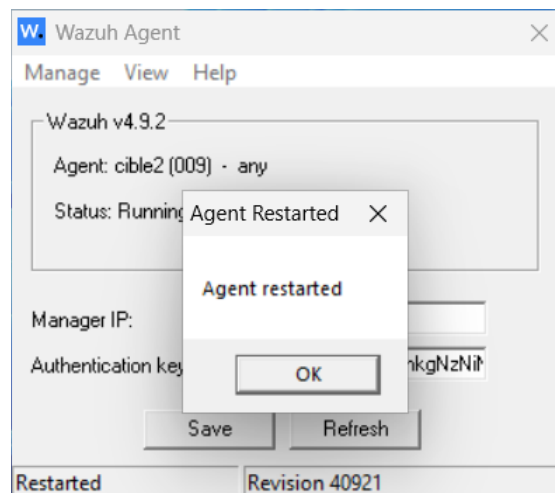 W. Wazuh Agent
Manage View Help
Wazuh v4.9.2
Agent: cible2 (009) - any
Status: Running
Agent Restarted
Agent restarted
OK
Manager IP:
Authentication key
Save Refresh
Restarted Revision 40921